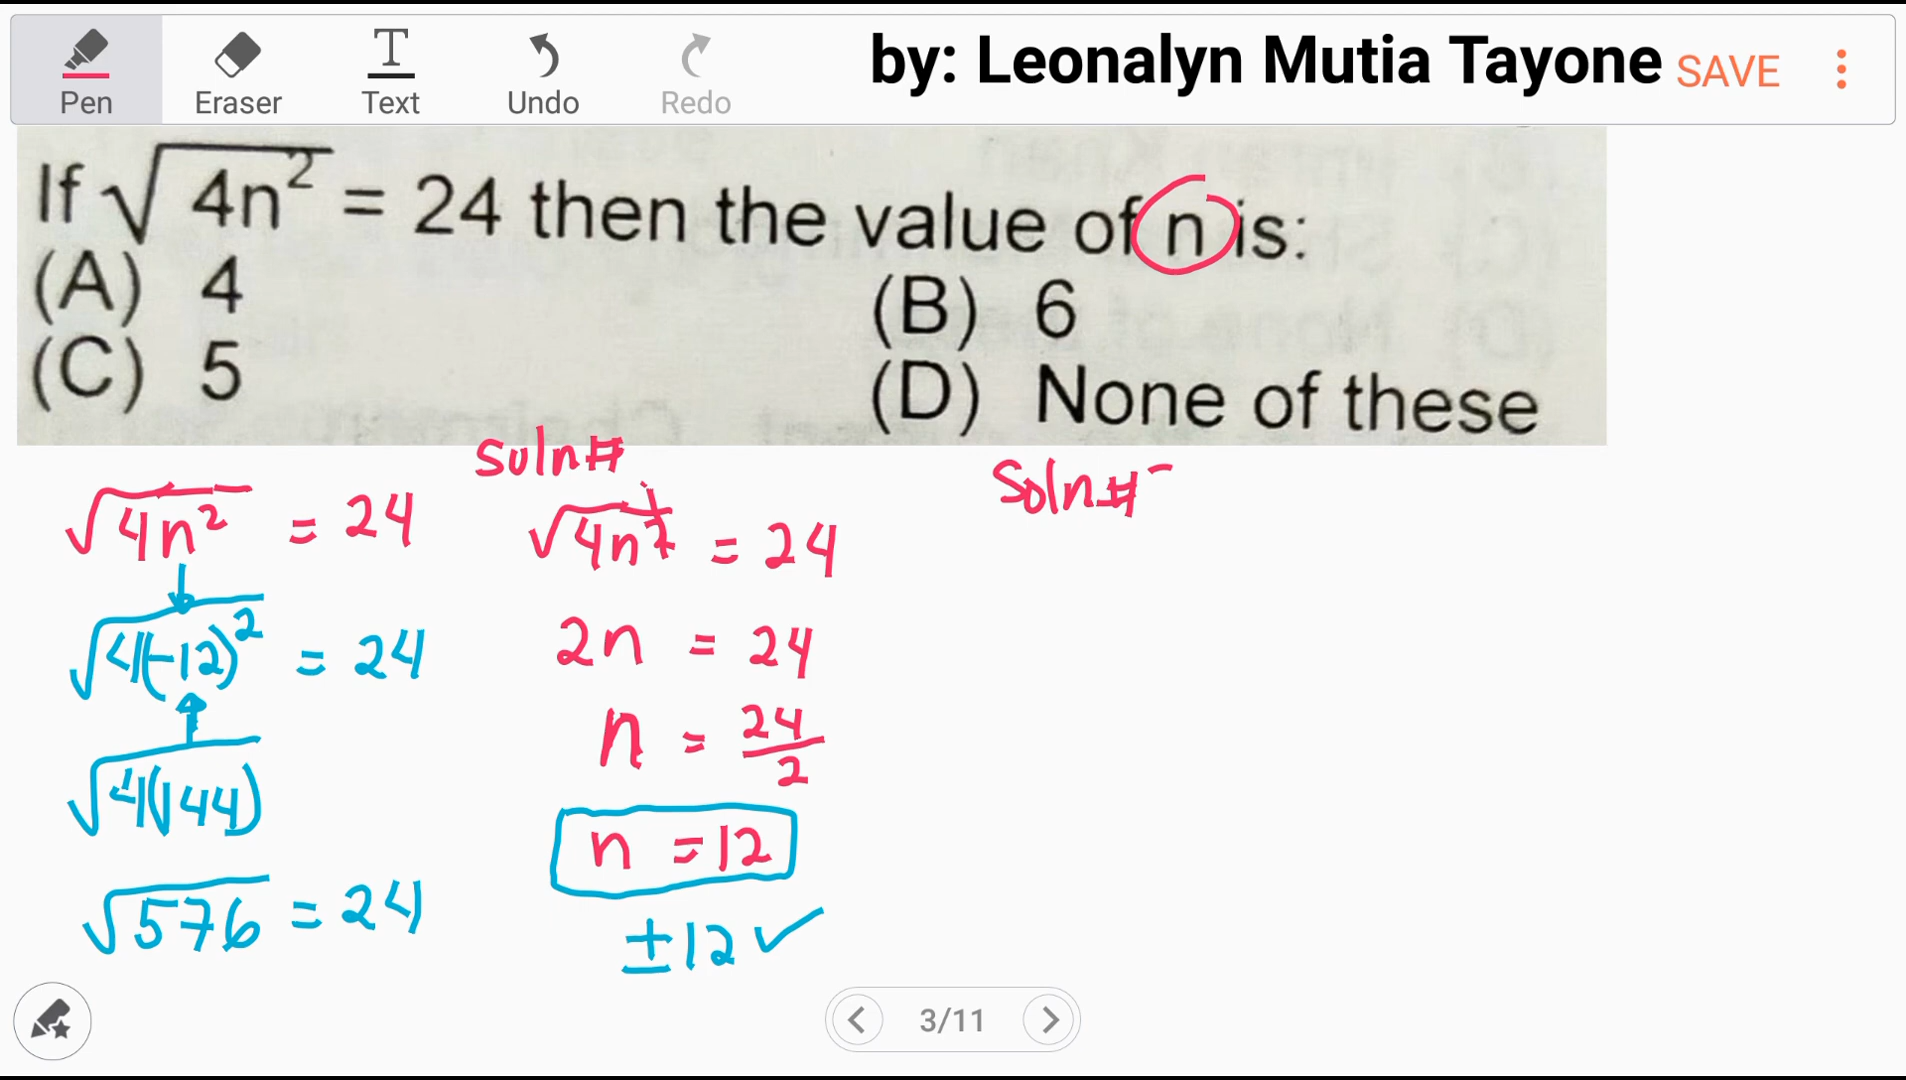 Pen Eraser Text Undo Redo by: Leonalyn Mutia Tayone SAVE
If √4n² = 24 then the value of n is:
(A) 4 (B) 6
(C) 5 (D) None of these
Soln#
√4n² = 24
√4(-12)² = 24
√4(144)
√576 = 24
√4n² = 24
2n = 24
n = 24/2
n = 12
±12 ✓
Soln#
3/11